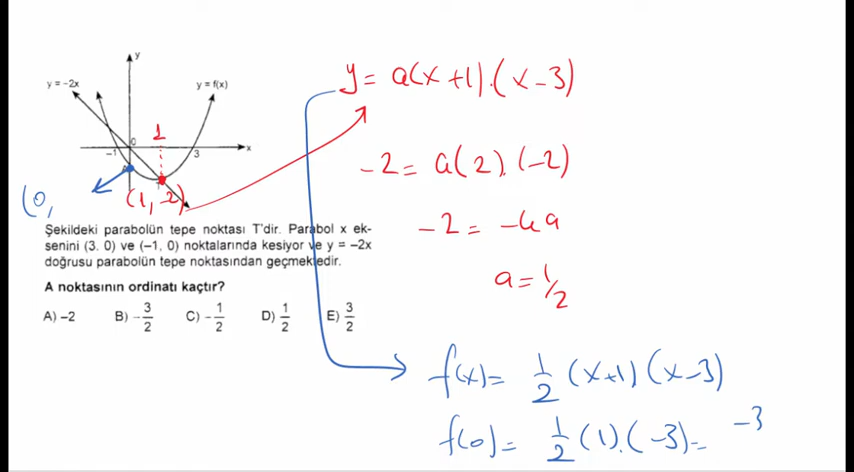 y
y = –2x
y = f(x)
1
0
–1
3
x
(1, –2)
(0,
Şekildeki parabolün tepe noktası T'dir. Parabol x ek-
senini (3. 0) ve (–1, 0) noktalarında kesiyor ve y = –2x
doğrusu parabolün tepe noktasından geçmektedir.
A noktasının ordinatı kaçtır?
A) –2 B) –3/2 C) –1/2 D) 1/2 E) 3/2
y = a(x+1).(x–3)
–2 = a(2).(–2)
–2 = –4a
a = 1/2
f(x) = 1/2 (x+1)(x–3)
f(0) = 1/2 (1).(–3) = –3